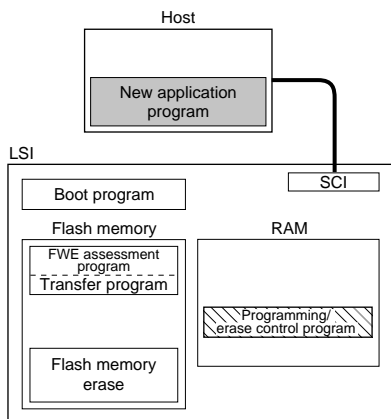 Host
New application
program
LSI
SCI
Boot program
Flash memory
RAM
FWE assessment
program
Transfer program
Programming/
erase control program
Flash memory
erase